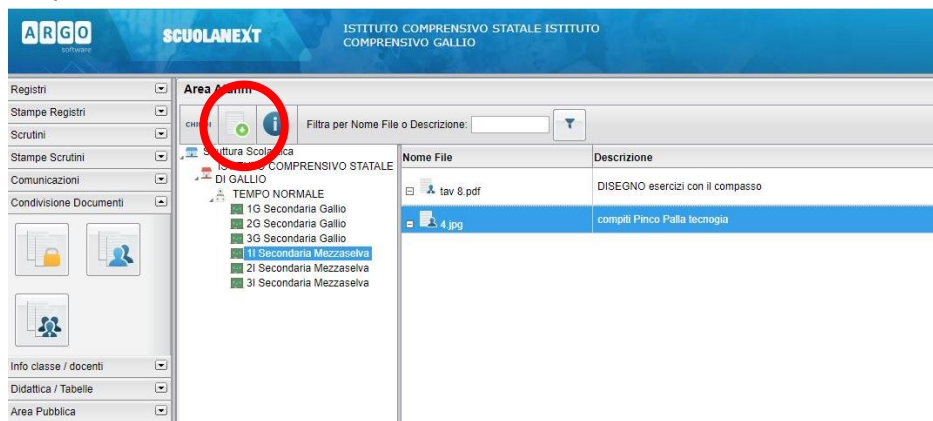 ARGO
software
SCUOLANEXT
ISTITUTO COMPRENSIVO STATALE ISTITUTO
COMPRENSIVO GALLIO
Registri
Stampe Registri
Scrutini
Stampe Scrutini
Comunicazioni
Condivisione Documenti
Info classe / docenti
Didattica / Tabelle
Area Pubblica
Area
Filtra per Nome File o Descrizione:
Struttura Scolastica
ISTITUTO COMPRENSIVO STATALE
DI GALLIO
TEMPO NORMALE
1G Secondaria Gallio
2G Secondaria Gallio
3G Secondaria Gallio
1I Secondaria Mezzaselva
2I Secondaria Mezzaselva
3I Secondaria Mezzaselva
Nome File
Descrizione
tav 8.pdf
DISEGNO esercizi con il compasso
4.jpg
compiti Pinco Palla tecnogia